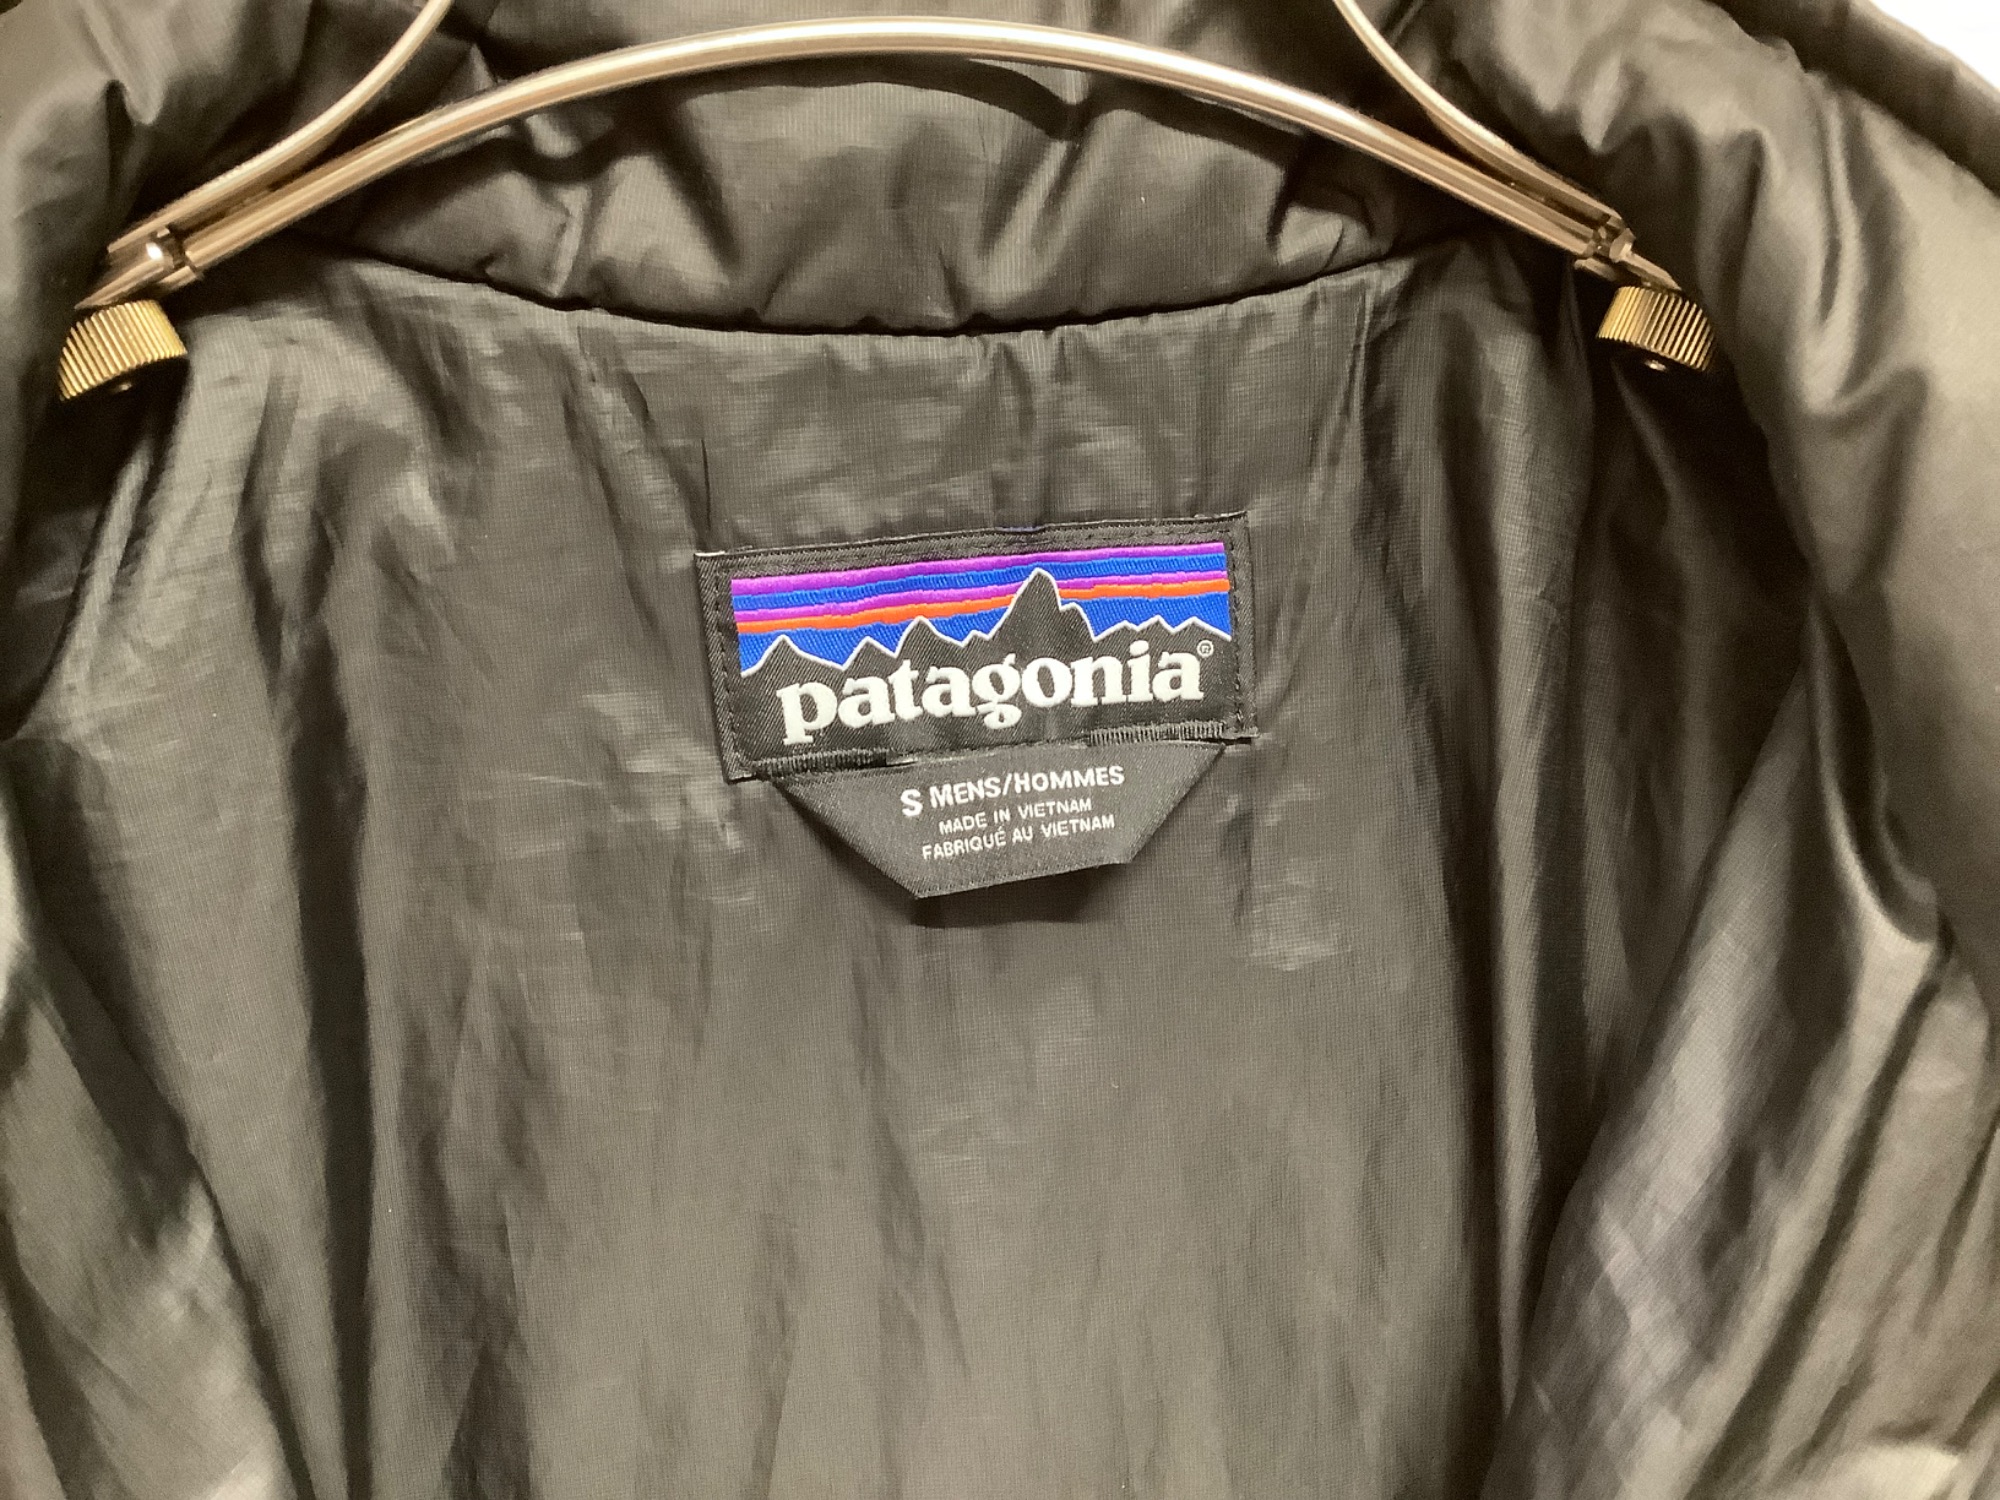 patagonia®
S MENS/HOMMES
MADE IN VIETNAM
FABRIQUÉ AU VIETNAM